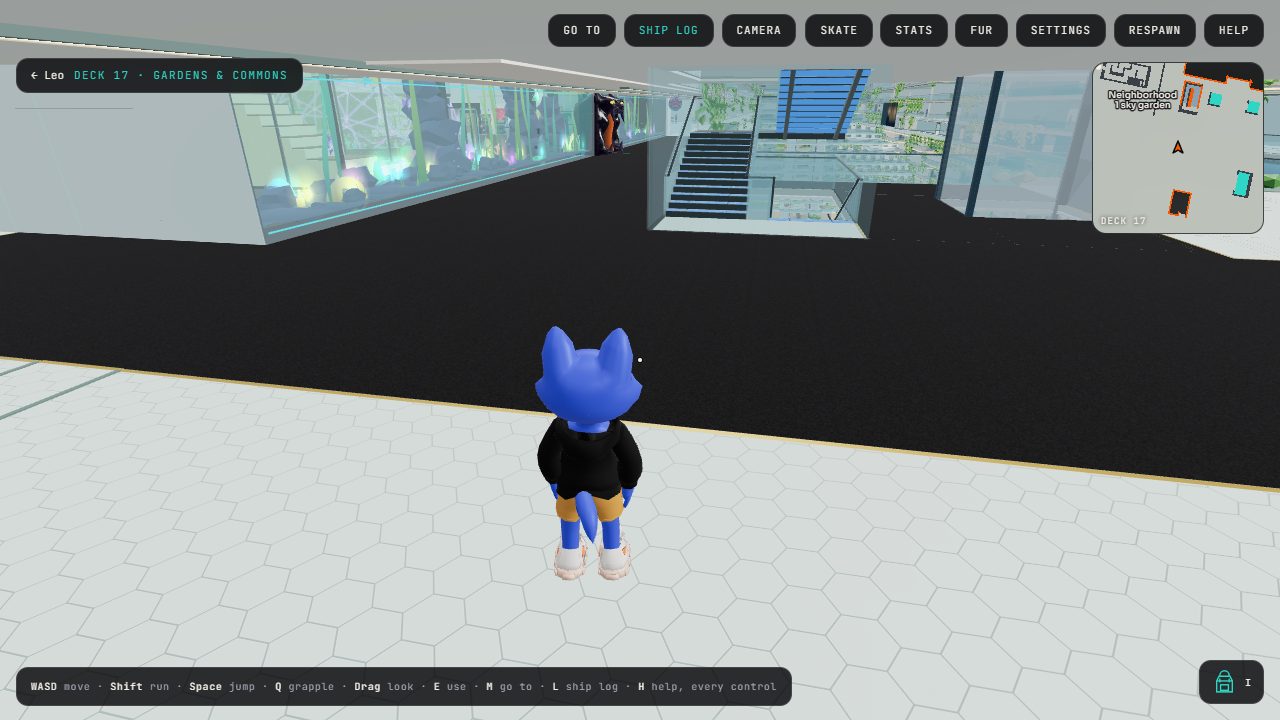 GO TO
SHIP LOG
CAMERA
SKATE
STATS
FUR
SETTINGS
RESPAWN
HELP
← Leo DECK 17 · GARDENS & COMMONS
Neighborhood
1 sky garden
DECK 17
WASD move · Shift run · Space jump · Q grapple · Drag look · E use · M go to · L ship log · H help, every control
I